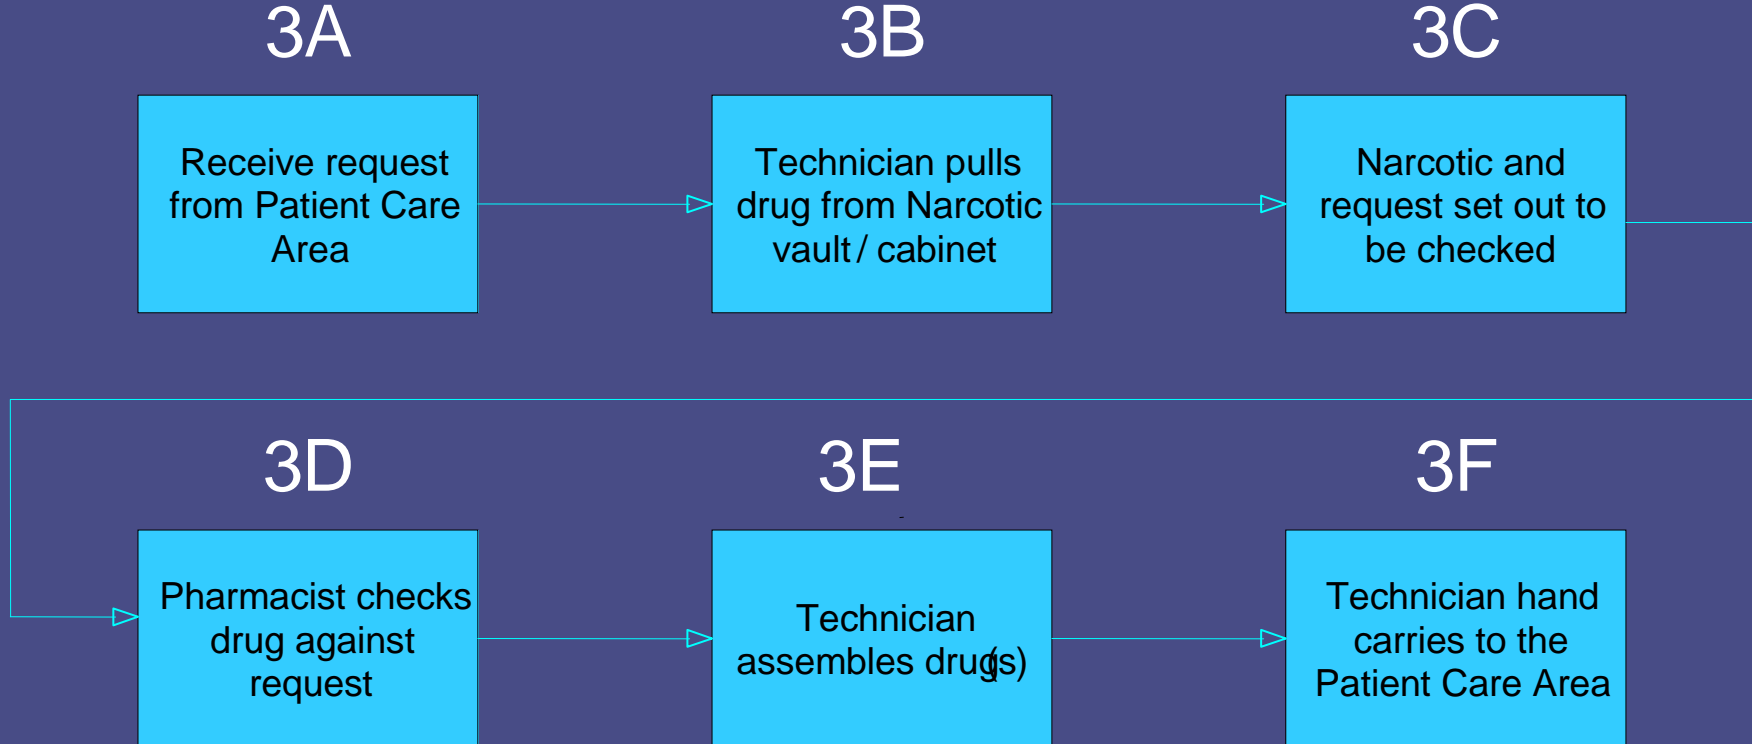 3A
3B
3C
Receive request
from Patient Care
Area
Technician pulls
drug from Narcotic
vault / cabinet
Narcotic and
request set out to
be checked
3D
3E
3F
Pharmacist checks
drug against
request
Technician
assembles drug(s)
Technician hand
carries to the
Patient Care Area